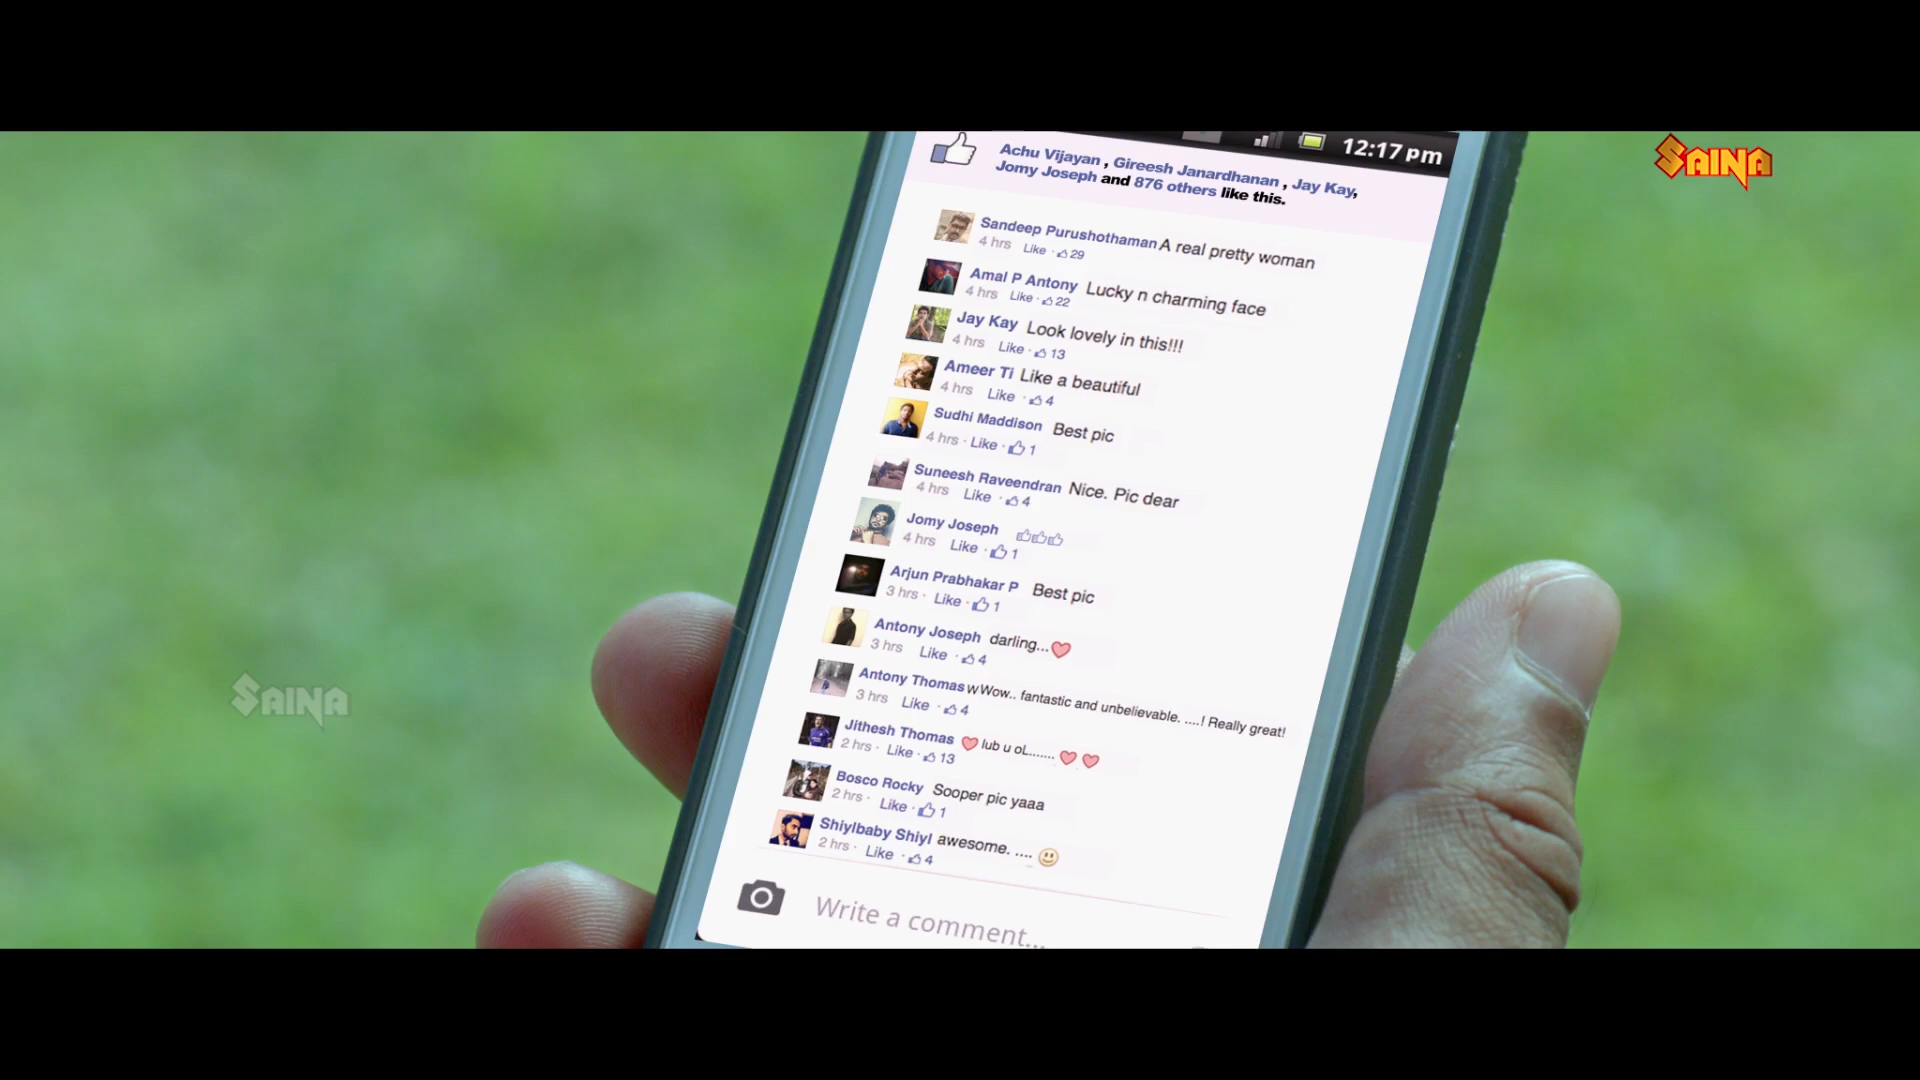 12:17 pm
SAINA
Achu Vijayan , Gireesh Janardhanan , Jay Kay,
Jomy Joseph and 876 others like this.
Sandeep Purushothaman A real pretty woman
4 hrs Like · 29
Amal P Antony Lucky n charming face
4 hrs Like · 22
Jay Kay Look lovely in this!!!
4 hrs Like · 13
Ameer Ti Like a beautiful
4 hrs Like · 4
Sudhi Maddison Best pic
4 hrs · Like · 1
Suneesh Raveendran Nice. Pic dear
4 hrs Like · 4
Jomy Joseph
4 hrs Like · 1
Arjun Prabhakar P Best pic
3 hrs · Like · 1
Antony Joseph darling...
3 hrs Like · 4
Antony Thomas wWow.. fantastic and unbelievable. ....! Really great!
3 hrs Like · 4
SAINA
Jithesh Thomas lub u oL.......
2 hrs · Like · 13
Bosco Rocky Sooper pic yaaa
2 hrs · Like · 1
Shiylbaby Shiyl awesome. ....
2 hrs · Like · 4
Write a comment...